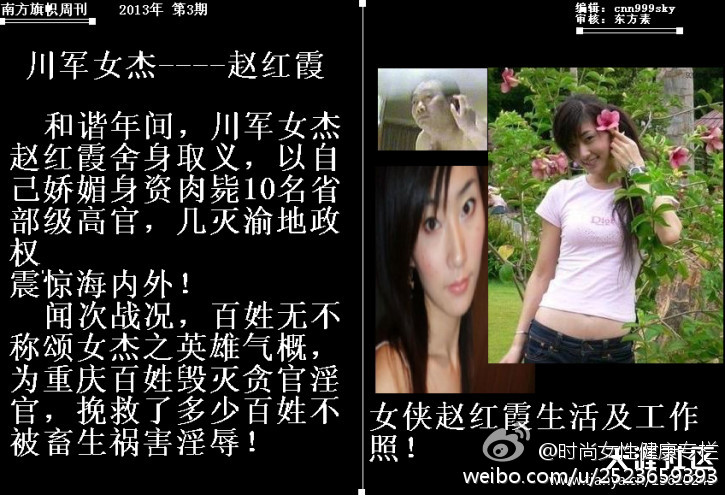 南方旗帜周刊 2013年 第3期
编辑: cnn999sky
审核: 东方素
川军女杰----赵红霞
和谐年间，川军女杰
赵红霞舍身取义，以自
己娇媚身资肉毙10名省
部级高官，几灭渝地政
权
震惊海内外！
闻次战况，百姓无不
称颂女杰之英雄气概，
为重庆百姓毁灭贪官淫
官，挽救了多少百姓不
被畜生祸害淫辱！
女侠赵红霞生活及工作
照！
@时尚女性健康专栏
天涯社区
weibo.com/u/2523659393